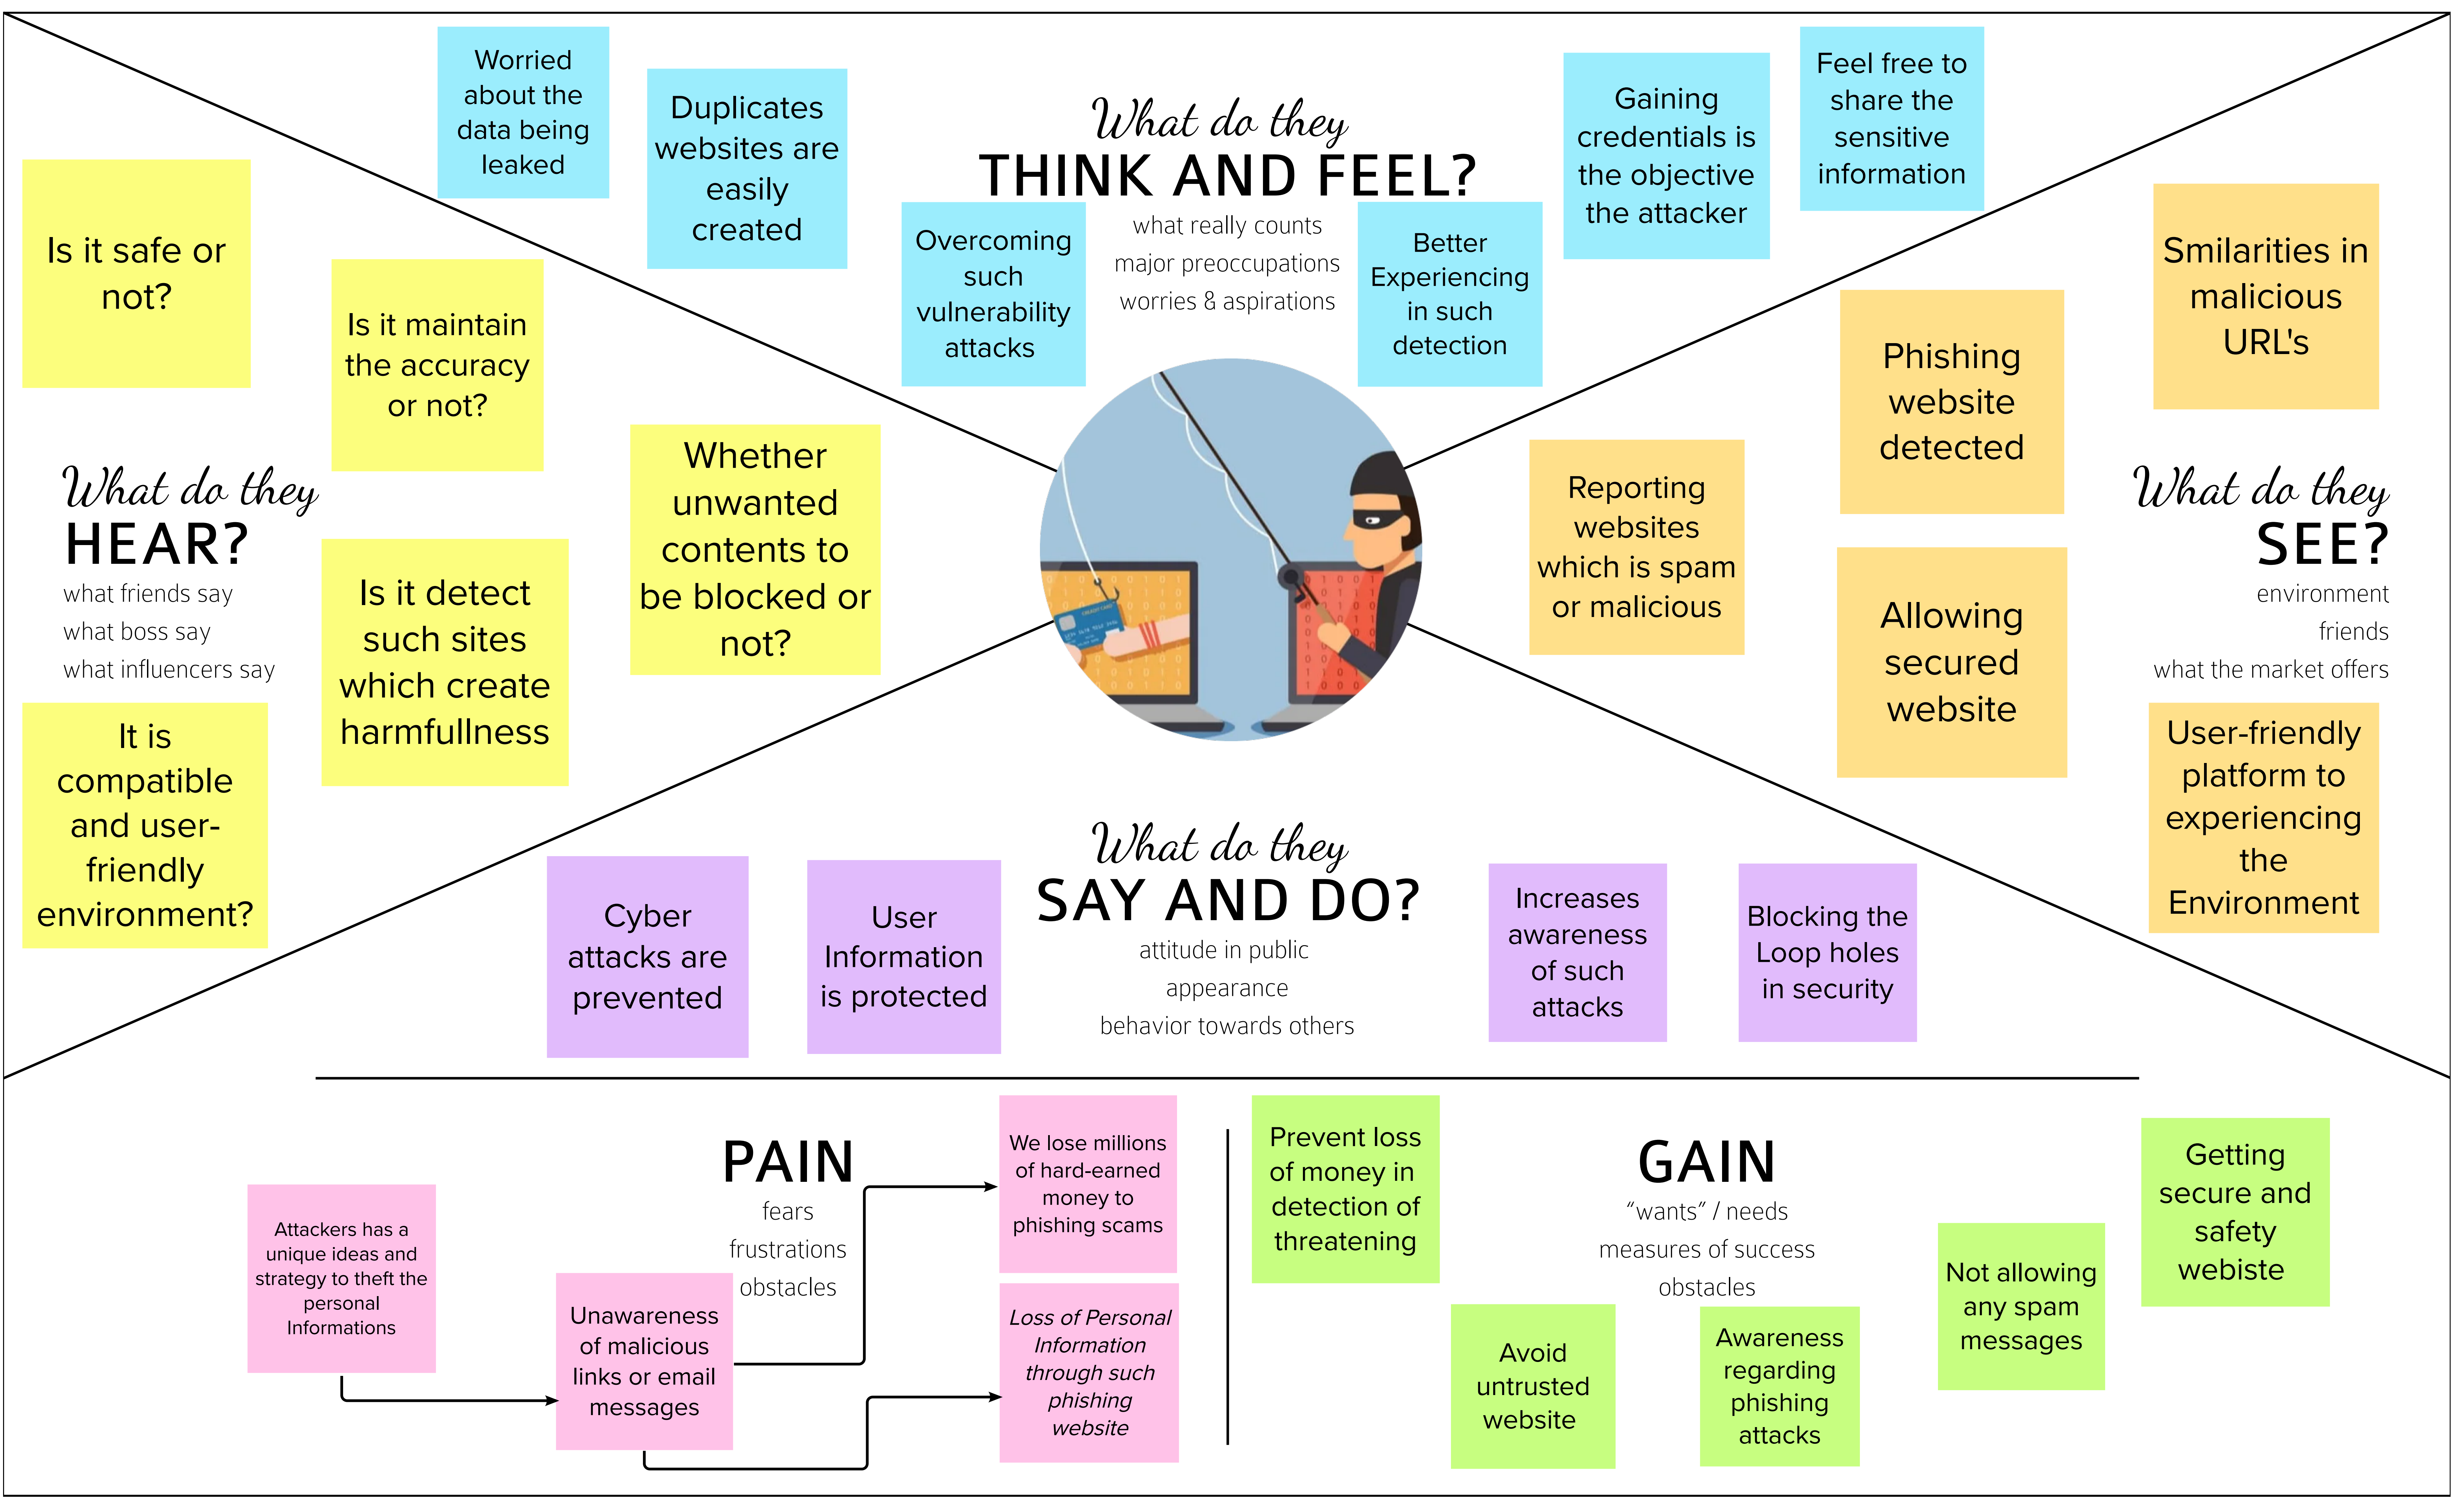 Worried
about the
data being
leaked
Duplicates
websites are
easily
created
What do they
THINK AND FEEL?
what really counts
major preoccupations
worries & aspirations
Overcoming
such
vulnerability
attacks
Better
Experiencing
in such
detection
Gaining
credentials is
the objective
the attacker
Feel free to
share the
sensitive
information
Is it safe or
not?
Is it maintain
the accuracy
or not?
Whether
unwanted
contents to
be blocked or
not?
What do they
HEAR?
what friends say
what boss say
what influencers say
Is it detect
such sites
which create
harmfullness
It is
compatible
and user-
friendly
environment?
Smilarities in
malicious
URL's
Phishing
website
detected
Reporting
websites
which is spam
or malicious
What do they
SEE?
environment
friends
what the market offers
Allowing
secured
website
User-friendly
platform to
experiencing
the
Environment
CREDIT CARD
What do they
SAY AND DO?
attitude in public
appearance
behavior towards others
Cyber
attacks are
prevented
User
Information
is protected
Increases
awareness
of such
attacks
Blocking the
Loop holes
in security
PAIN
fears
frustrations
obstacles
Attackers has a
unique ideas and
strategy to theft the
personal
Informations
Unawareness
of malicious
links or email
messages
We lose millions
of hard-earned
money to
phishing scams
Loss of Personal
Information
through such
phishing
website
GAIN
“wants” / needs
measures of success
obstacles
Prevent loss
of money in
detection of
threatening
Avoid
untrusted
website
Awareness
regarding
phishing
attacks
Not allowing
any spam
messages
Getting
secure and
safety
webiste